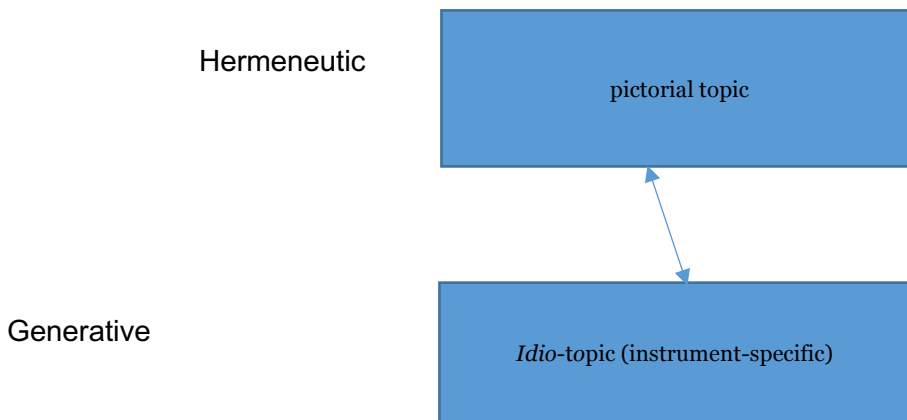 Hermeneutic
pictorial topic
Generative
Idio-topic (instrument-specific)